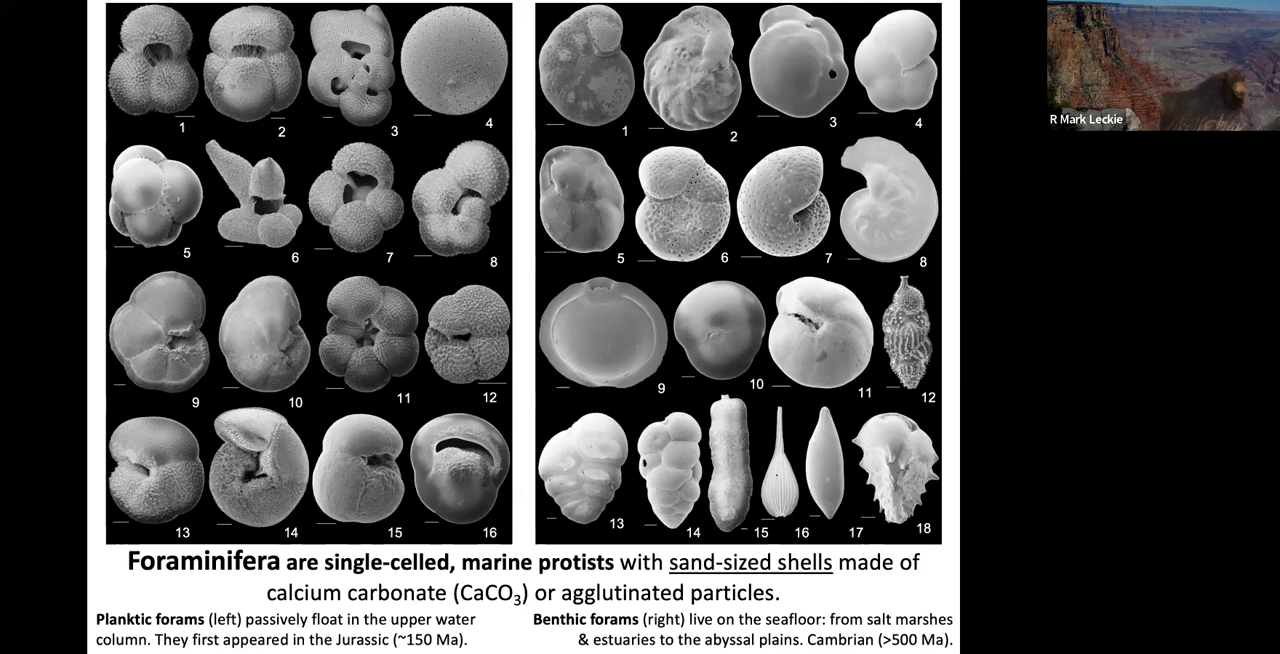 1 2 3 4
5 6 7 8
9 10 11 12
13 14 15 16
1 2 3 4
5 6 7 8
9 10 11 12
13 14 15 16 17 18
R Mark Leckie
Foraminifera are single-celled, marine protists with sand-sized shells made of
calcium carbonate (CaCO₃) or agglutinated particles.
Planktic forams (left) passively float in the upper water
column. They first appeared in the Jurassic (~150 Ma).
Benthic forams (right) live on the seafloor: from salt marshes
& estuaries to the abyssal plains. Cambrian (>500 Ma).